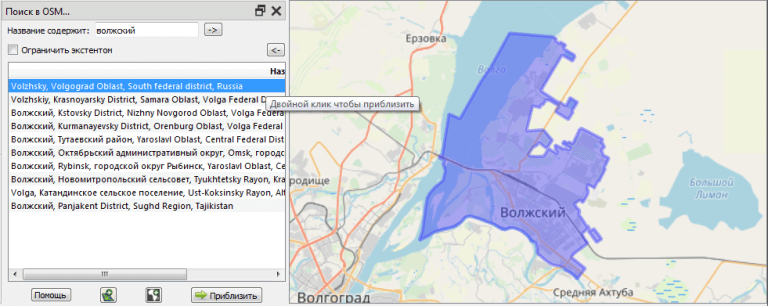 Поиск в OSM...
Название содержит: волжский ->
Ограничить экстентом <-
Наз
Volzhsky, Volgograd Oblast, South federal district, Russia
Volzhskiy, Krasnoyarsky District, Samara Oblast, Volga Federal D
Волжский, Kstovsky District, Nizhny Novgorod Oblast, Volga Fed
Волжский, Kurmanayevsky District, Orenburg Oblast, Volga Fede
Волжский, Тутаевский район, Yaroslavl Oblast, Central Federal Dis
Волжский, Октябрьский административный округ, Omsk, городс
Волжский, Rybinsk, городской округ Рыбинск, Yaroslavl Oblast, Ce
Волжский, Новомитропольский сельсовет, Tyukhtetsky Rayon, K
Volga, Катандинское сельское поселение, Ust-Koksinsky Rayon, Alt
Волжский, Panjakent District, Sughd Region, Tajikistan
Двойной клик чтобы приблизить
Помощь
Приблизить
Ерзовка
Волга
родище
Волжский
Большой
Лиман
Средняя Ахтуба
Волгоград